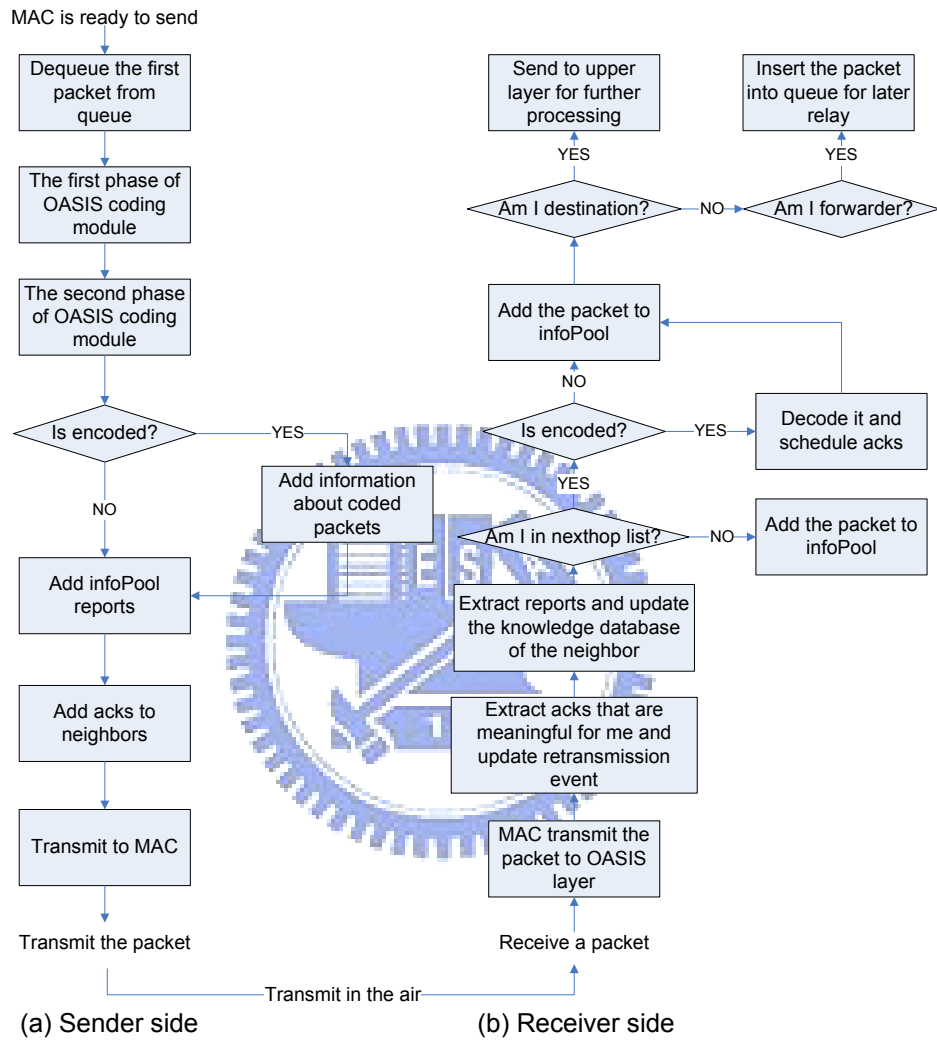 MAC is ready to send
Dequeue the first
packet from
queue
The first phase of
OASIS coding
module
The second phase
of OASIS coding
module
Is encoded?
YES
Add information
about coded
packets
NO
Add infoPool
reports
Add acks to
neighbors
Transmit to MAC
Transmit the packet
Transmit in the air
(a) Sender side
Send to upper
layer for further
processing
Insert the packet
into queue for later
relay
YES
YES
Am I destination?
NO
Am I forwarder?
Add the packet to
infoPool
NO
Is encoded?
YES
Decode it and
schedule acks
YES
Am I in nexthop list?
NO
Add the packet to
infoPool
Extract reports and update
the knowledge database
of the neighbor
Extract acks that are
meaningful for me and
update retransmission
event
MAC transmit the
packet to OASIS
layer
Receive a packet
(b) Receiver side